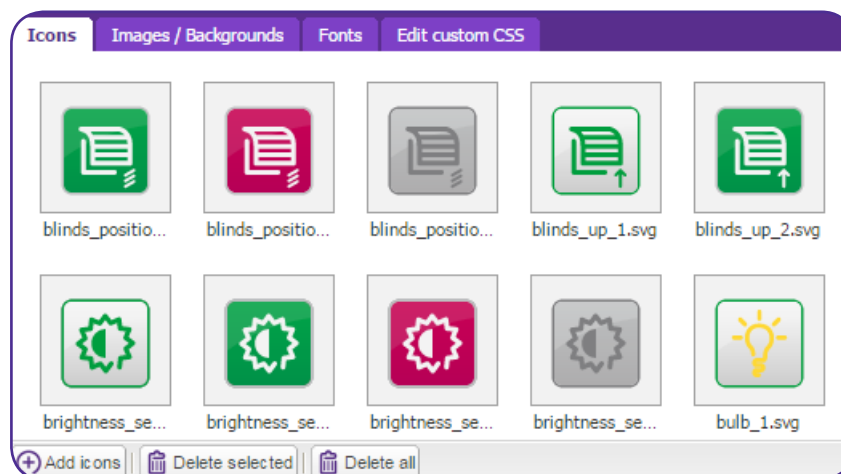 Icons Images / Backgrounds Fonts Edit custom CSS
blinds_positio... blinds_positio... blinds_positio... blinds_up_1.svg blinds_up_2.svg
brightness_se... brightness_se... brightness_se... brightness_se... bulb_1.svg
Add icons Delete selected Delete all